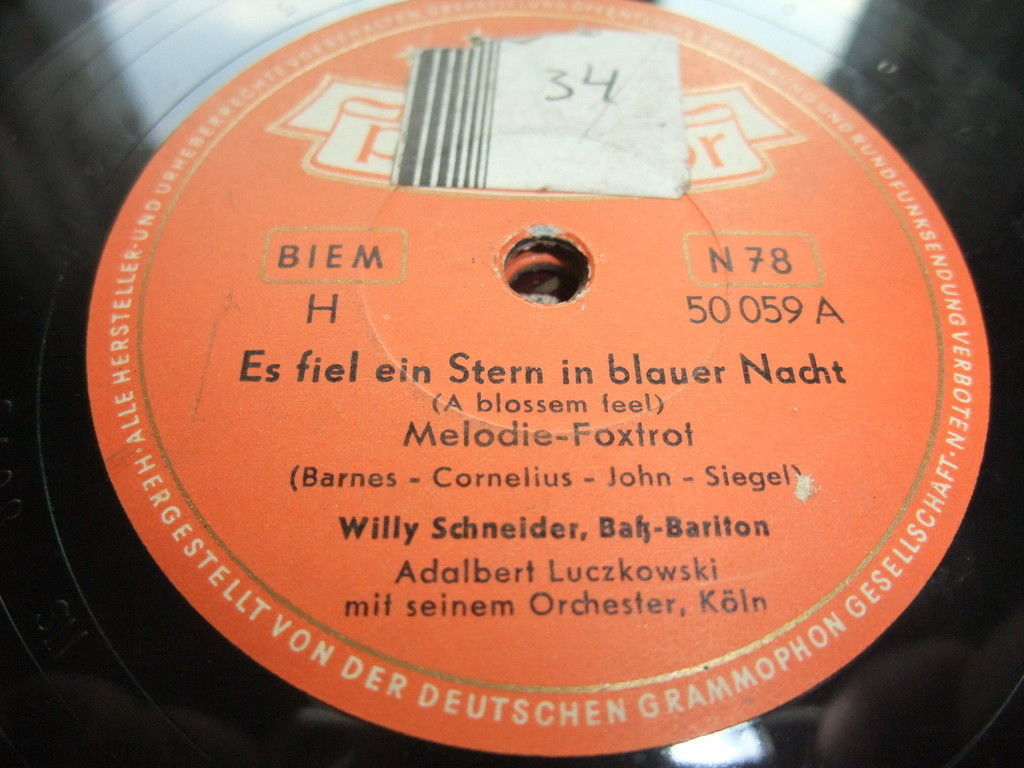 34
BIEM
N 78
H
50 059 A
Es fiel ein Stern in blauer Nacht
(A blossem feel)
Melodie-Foxtrot
(Barnes - Cornelius - John - Siegel)
Willy Schneider, Baß-Bariton
Adalbert Luczkowski
mit seinem Orchester, Köln
HERGESTELLT VON DER DEUTSCHEN GRAMMOPHON GESELLSCHAFT · ALLE HERSTELLER- UND URHEBERRECHTE VORBEHALTEN UND RUNDFUNKSENDUNG VERBOTEN ·